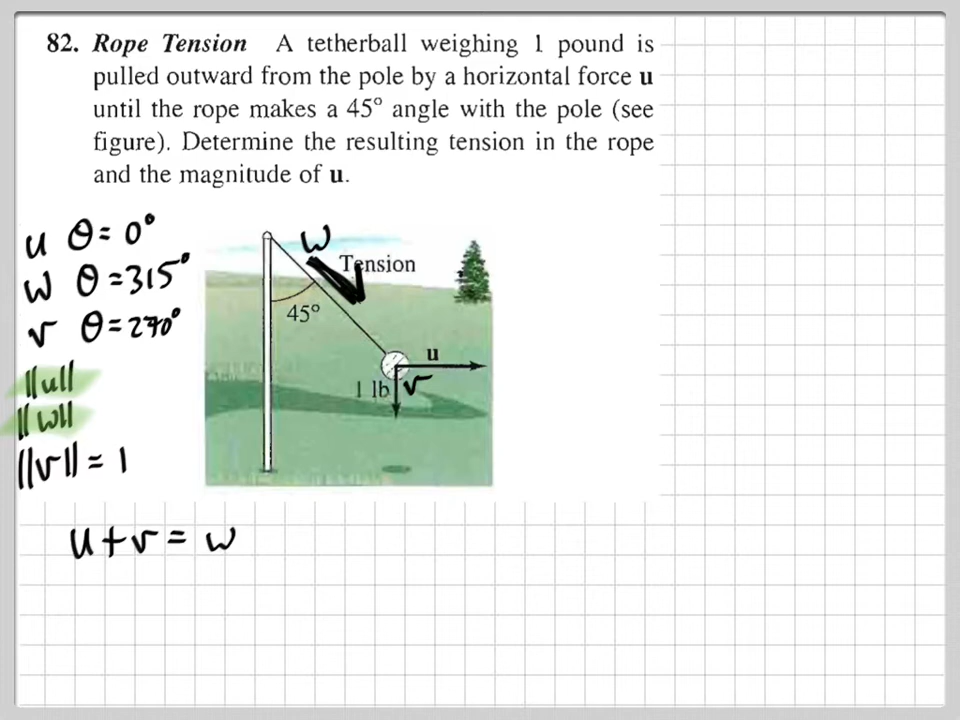 82. Rope Tension A tetherball weighing 1 pound is
pulled outward from the pole by a horizontal force u
until the rope makes a 45° angle with the pole (see
figure). Determine the resulting tension in the rope
and the magnitude of u.
u θ = 0°
w θ = 315°
v θ = 270°
||u||
||w||
||v|| = 1
w
Tension
45°
u
1 lb v
u + v = w